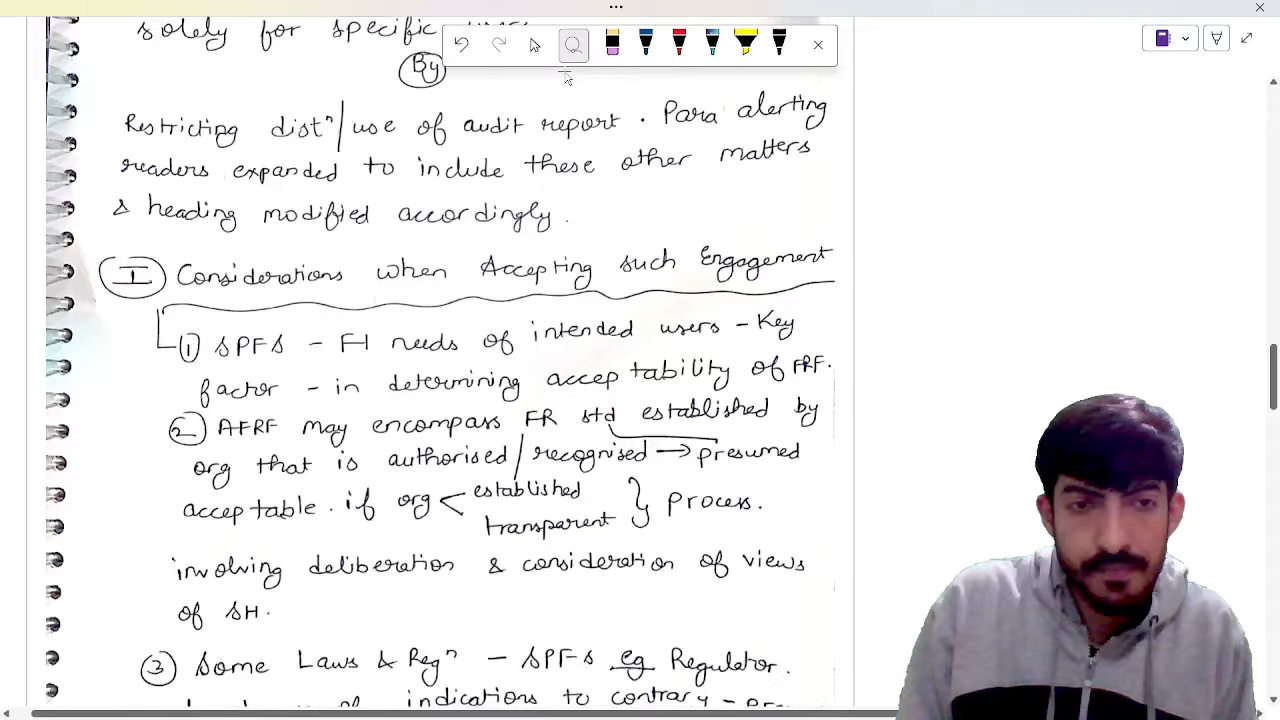 solely for specific users
By
Restricting distⁿ/use of audit report. Para alerting
readers expanded to include these other matters
& heading modified accordingly.
I Considerations when Accepting such Engagement
1 SPFS - FI needs of intended users - Key
factor - in determining acceptability of FRF.
2 AFRF may encompass FR std established by
org that is authorised/recognised → presumed
acceptable. if org < established
transparent } process.
involving deliberation & consideration of views
of SH.
3 Some Laws & Regⁿ - SPFS eg Regulator.
of indications to contrary -